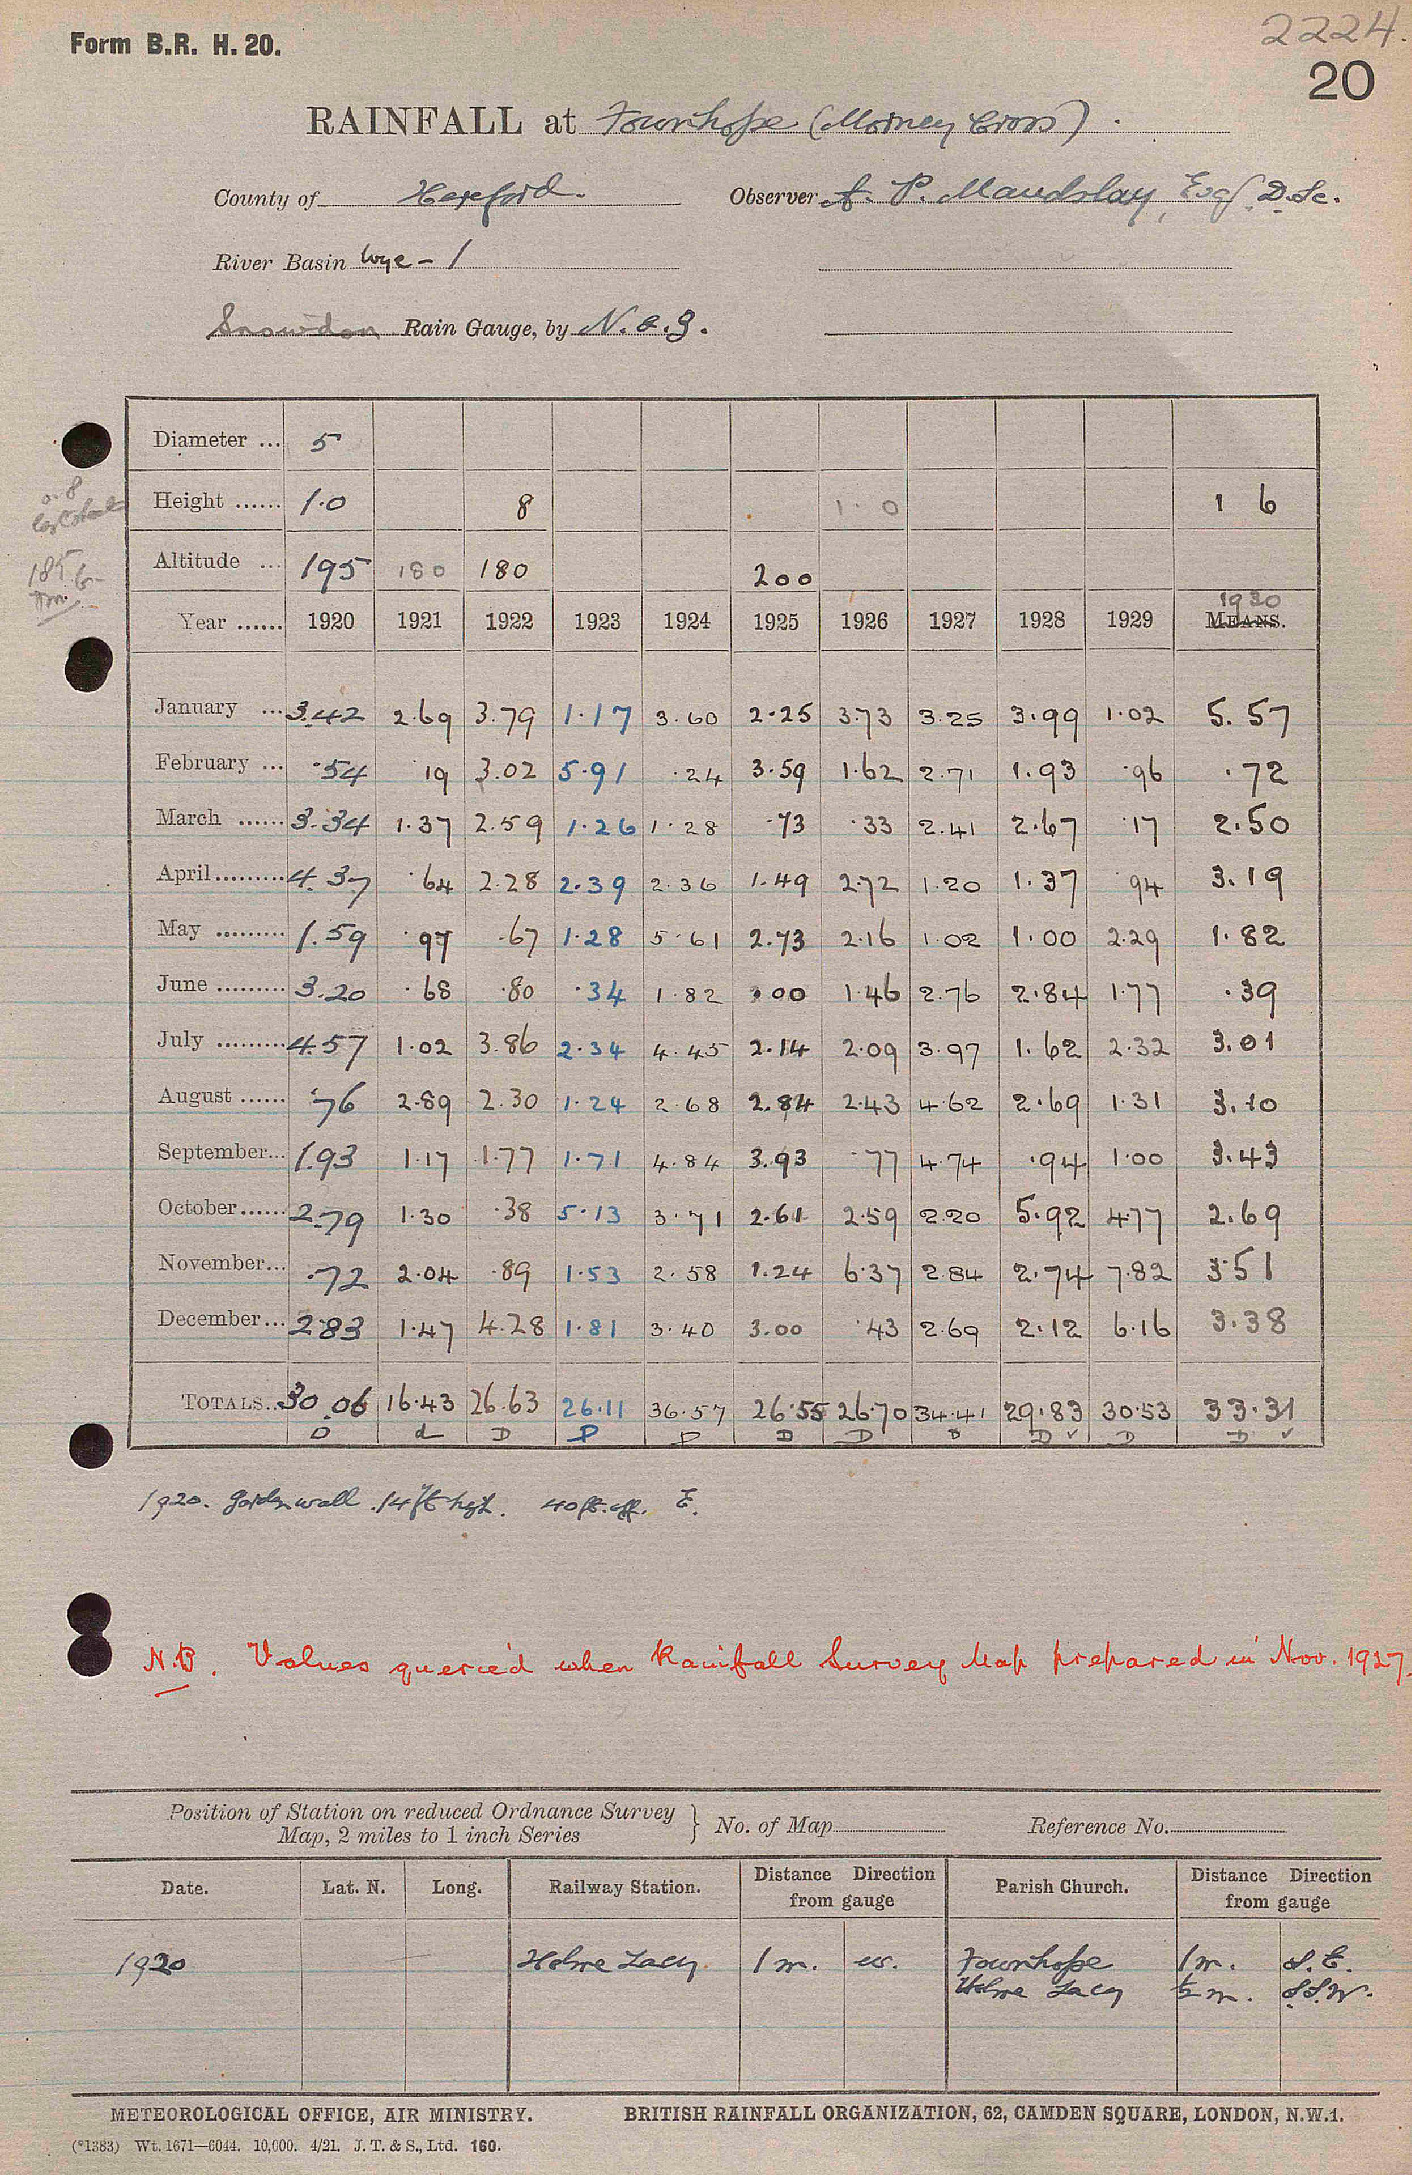 Form B.R. H. 20.
2224.
20
RAINFALL at Fownhope (Morney Cross).
County of Hereford. Observer A. P. Maudslay, Esq. D.Sc.
River Basin Wye - 1
Snowdon Rain Gauge, by N. & Z.
Diameter ... 5
Height ...... 1.0 8 1.0 1 6
Altitude ... 195 180 180 200
1930
Year ...... 1920 1921 1922 1923 1924 1925 1926 1927 1928 1929 MEANS.
January ... 3.42 2.69 3.79 1.17 3.60 2.25 3.73 3.25 3.99 1.02 5.57
February ... .54 19 3.02 5.91 .24 3.59 1.62 2.71 1.93 .96 .72
March ...... 3.34 1.37 2.59 1.26 1.28 .73 .33 2.41 2.67 .17 2.50
April ......... 4.37 .64 2.28 2.39 2.36 1.49 2.72 1.20 1.37 .94 3.19
May ......... 1.59 .97 .67 1.28 5.61 2.73 2.16 1.02 1.00 2.29 1.82
June ......... 3.20 .68 .80 .34 1.82 .00 1.46 2.76 2.84 1.77 .39
July ......... 4.57 1.02 3.86 2.34 4.45 2.14 2.09 3.97 1.62 2.32 3.01
August ...... .76 2.89 2.30 1.24 2.68 2.84 2.43 4.62 2.69 1.31 3.10
September... 1.93 1.17 1.77 1.71 4.84 3.93 .77 4.74 .94 1.00 3.43
October...... 2.79 1.30 .38 5.13 3.71 2.61 2.59 2.20 5.92 4.77 2.69
November... .72 2.04 .89 1.53 2.58 1.24 6.37 2.84 2.74 7.82 3.51
December... 2.83 1.47 4.28 1.81 3.40 3.00 .43 2.69 2.12 6.16 3.38
TOTALS.. 30.06 16.43 26.63 26.11 36.57 26.55 26.70 34.41 29.83 30.53 33.31
D d D D D D D D D ✓ D D ✓
1920. Garden wall 14 ft high. 40 ft. off. E.
N.B. Values queried when Rainfall Survey Map prepared in Nov. 1927.
Position of Station on reduced Ordnance Survey
Map, 2 miles to 1 inch Series } No. of Map Reference No.
Date. Lat. N. Long. Railway Station. Distance Direction from gauge Parish Church. Distance Direction from gauge
1920 Holme Lacy. 1 m. W. Fownhope 1 m. S.E.
Holme Lacy ½ m. S.S.W.
METEOROLOGICAL OFFICE, AIR MINISTRY. BRITISH RAINFALL ORGANIZATION, 62, CAMDEN SQUARE, LONDON, N.W.1.
(*1383) Wt. 1671—6044. 10,000. 4/21. J. T. & S., Ltd. 160.